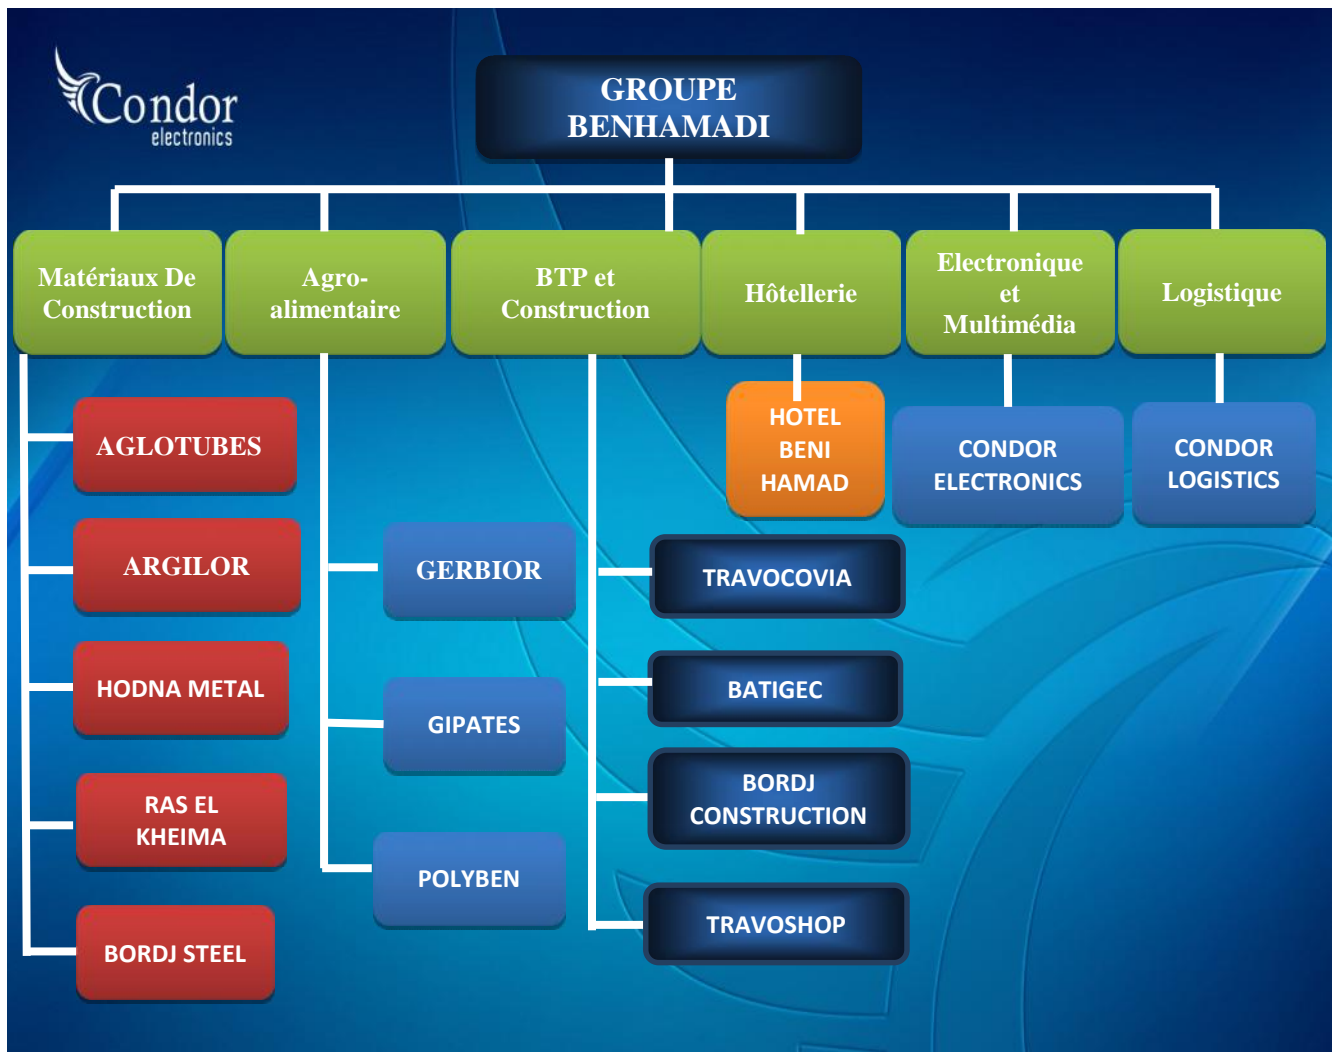 Condor
electronics
GROUPE
BENHAMADI
Matériaux De
Construction
Agro-
alimentaire
BTP et
Construction
Hôtellerie
Electronique
et
Multimédia
Logistique
AGLOTUBES
ARGILOR
HODNA METAL
RAS EL
KHEIMA
BORDJ STEEL
GERBIOR
GIPATES
POLYBEN
TRAVOCOVIA
BATIGEC
BORDJ
CONSTRUCTION
TRAVOSHOP
HOTEL
BENI
HAMAD
CONDOR
ELECTRONICS
CONDOR
LOGISTICS